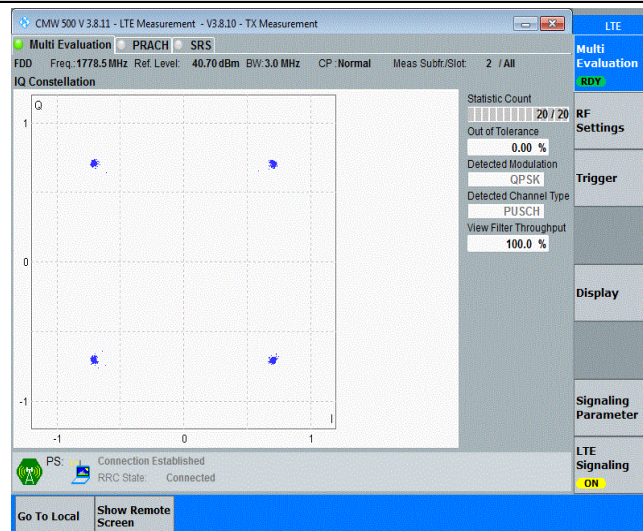 CMW 500 V 3.8.11 - LTE Measurement - V3.8.10 - TX Measurement
LTE
Multi Evaluation PRACH SRS
Multi
Evaluation
RDY
FDD Freq.:1778.5 MHz Ref. Level: 40.70 dBm BW:3.0 MHz CP:Normal Meas Subfr./Slot: 2 / All
IQ Constellation
Q
1
0
-1
I
-1 0 1
Statistic Count
20 / 20
Out of Tolerance
0.00 %
Detected Modulation
QPSK
Detected Channel Type
PUSCH
View Filter Throughput
100.0 %
RF
Settings
Trigger
Display
Signaling
Parameter
LTE
Signaling
ON
PS: Connection Established
RRC State: Connected
Go To Local
Show Remote
Screen